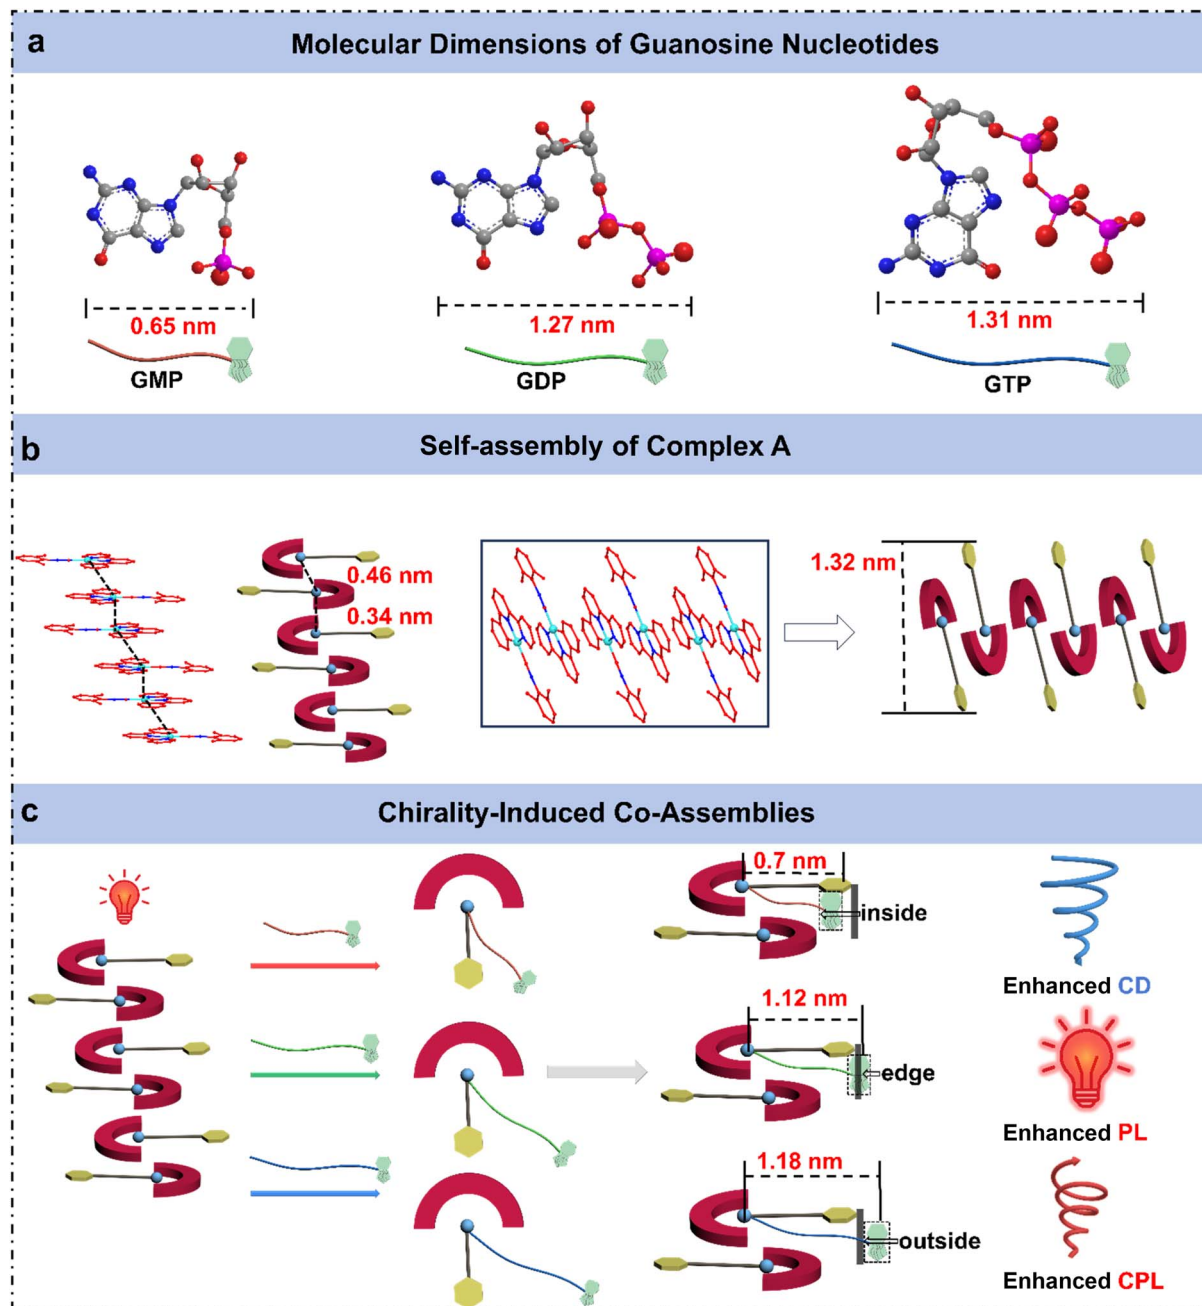 a
Molecular Dimensions of Guanosine Nucleotides
0.65 nm
1.27 nm
1.31 nm
GMP
GDP
GTP
b
Self-assembly of Complex A
0.46 nm
0.34 nm
1.32 nm
c
Chirality-Induced Co-Assemblies
0.7 nm
inside
Enhanced CD
1.12 nm
edge
Enhanced PL
1.18 nm
outside
Enhanced CPL